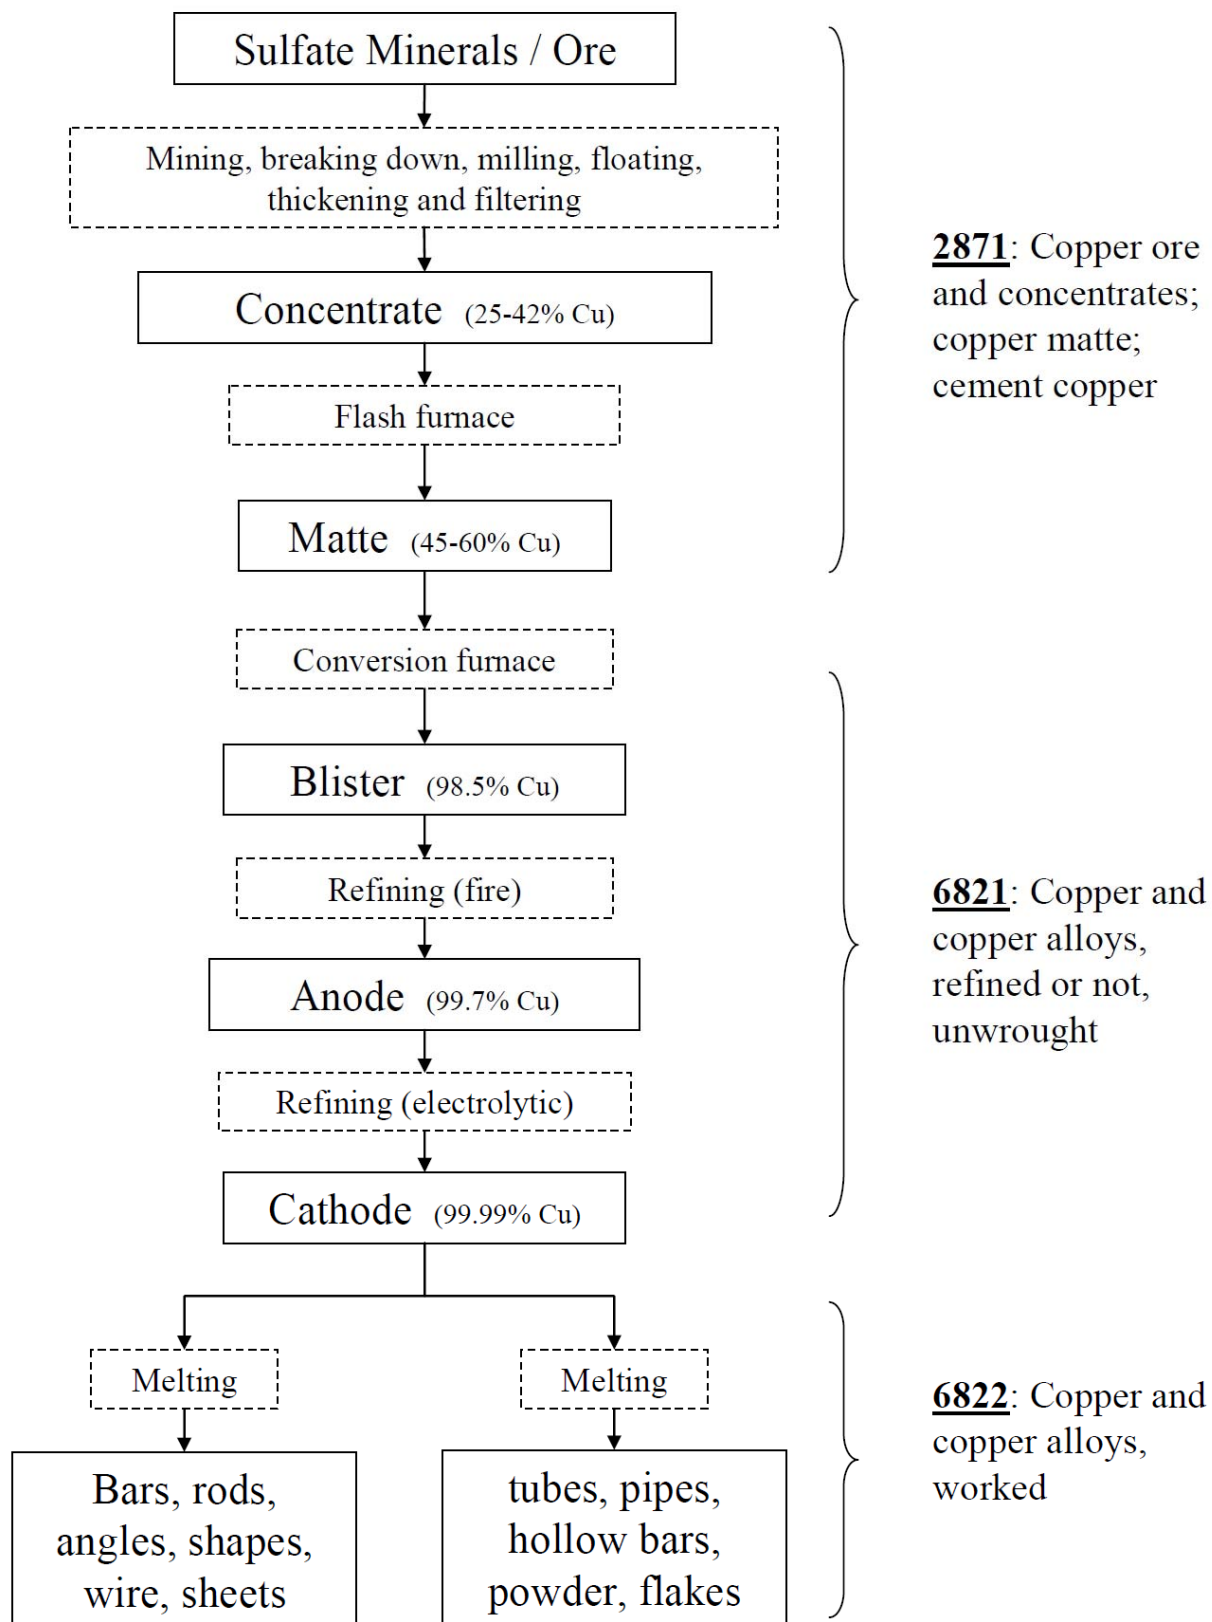 Sulfate Minerals / Ore
Mining, breaking down, milling, floating,
thickening and filtering
Concentrate (25-42% Cu)
Flash furnace
Matte (45-60% Cu)
2871: Copper ore
and concentrates;
copper matte;
cement copper
Conversion furnace
Blister (98.5% Cu)
Refining (fire)
Anode (99.7% Cu)
Refining (electrolytic)
Cathode (99.99% Cu)
6821: Copper and
copper alloys,
refined or not,
unwrought
Melting
Melting
Bars, rods,
angles, shapes,
wire, sheets
tubes, pipes,
hollow bars,
powder, flakes
6822: Copper and
copper alloys,
worked